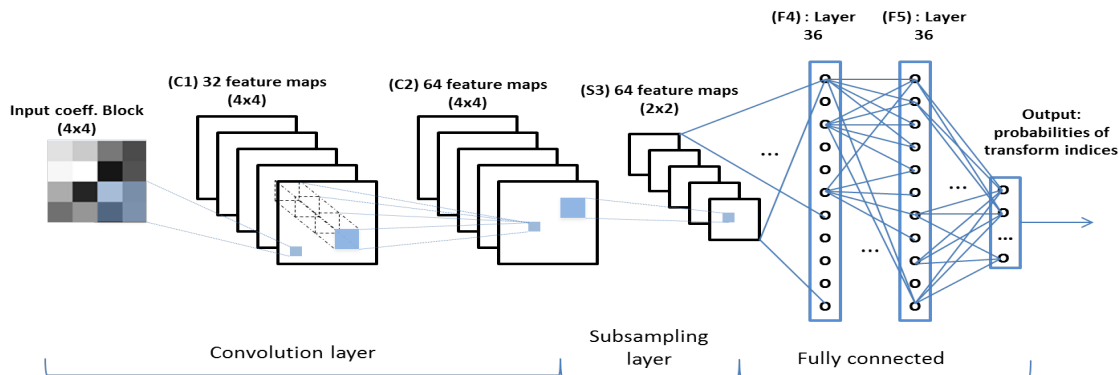 Input coeff. Block
(4x4)
(C1) 32 feature maps
(4x4)
(C2) 64 feature maps
(4x4)
(S3) 64 feature maps
(2x2)
(F4) : Layer
36
(F5) : Layer
36
Output:
probabilities of
transform indices
...
...
...
...
Convolution layer
Subsampling
layer
Fully connected